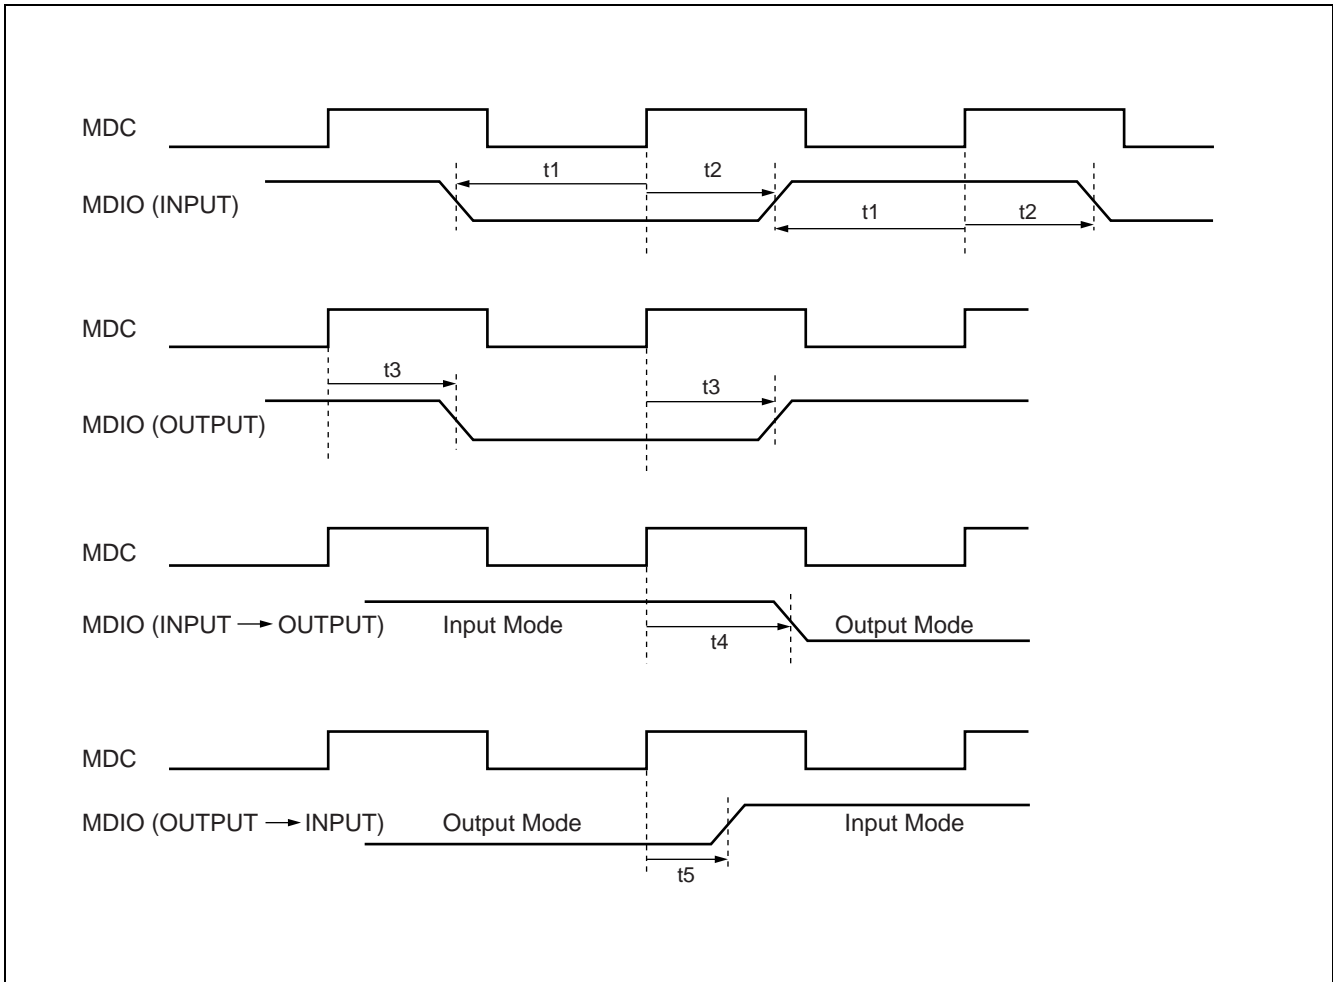 MDC
t1 t2
MDIO (INPUT)
t1 t2
MDC
t3
t3
MDIO (OUTPUT)
MDC
MDIO (INPUT → OUTPUT) Input Mode Output Mode
t4
MDC
MDIO (OUTPUT → INPUT) Output Mode Input Mode
t5